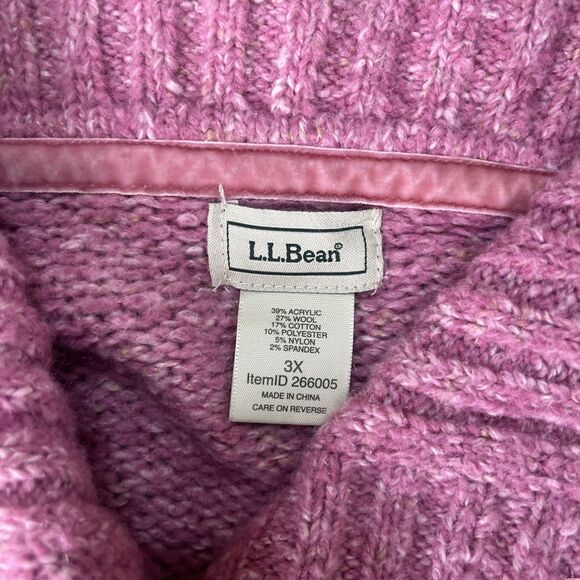 L.L.Bean®
39% ACRYLIC
27% WOOL
17% COTTON
10% POLYESTER
5% NYLON
2% SPANDEX
3X
ItemID 266005
MADE IN CHINA
CARE ON REVERSE